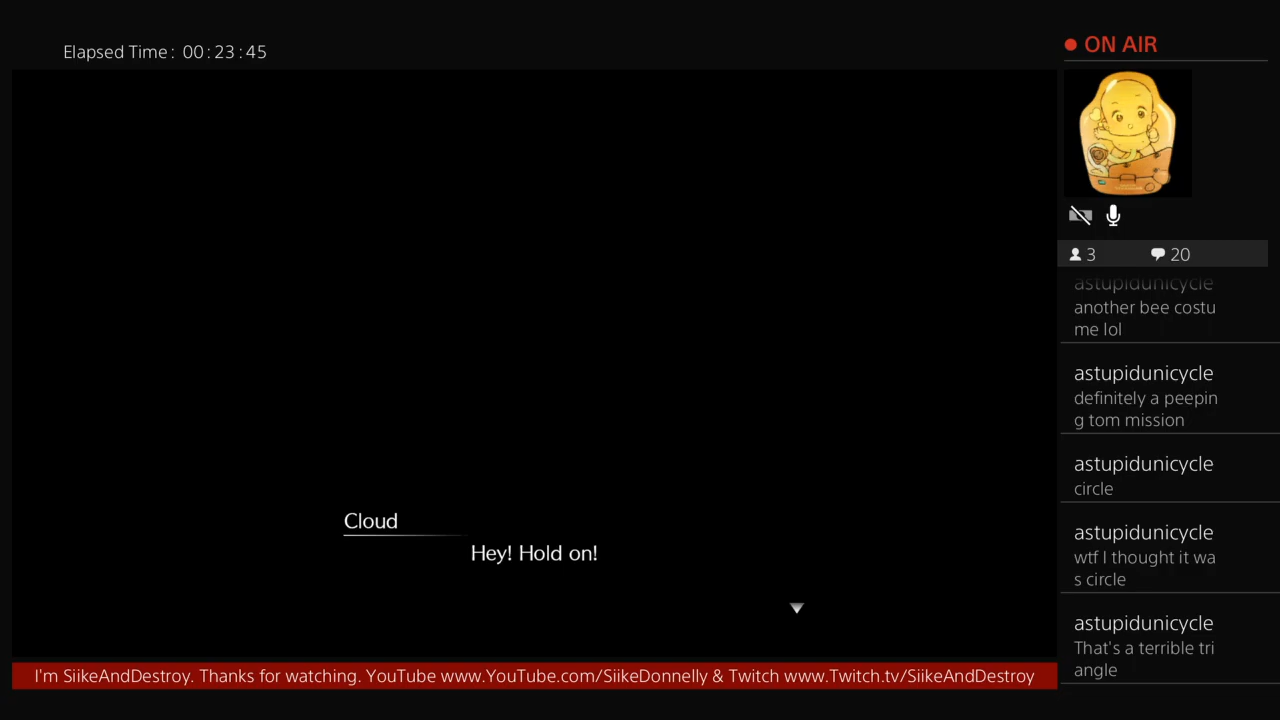 Elapsed Time: 00:23:45
ON AIR
3
20
astupidunicycle
another bee costu
me lol
astupidunicycle
definitely a peepin
g tom mission
astupidunicycle
circle
astupidunicycle
wtf I thought it wa
s circle
astupidunicycle
That's a terrible tri
angle
Cloud
Hey! Hold on!
I'm SiikeAndDestroy. Thanks for watching. YouTube www.YouTube.com/SiikeDonnelly & Twitch www.Twitch.tv/SiikeAndDestroy